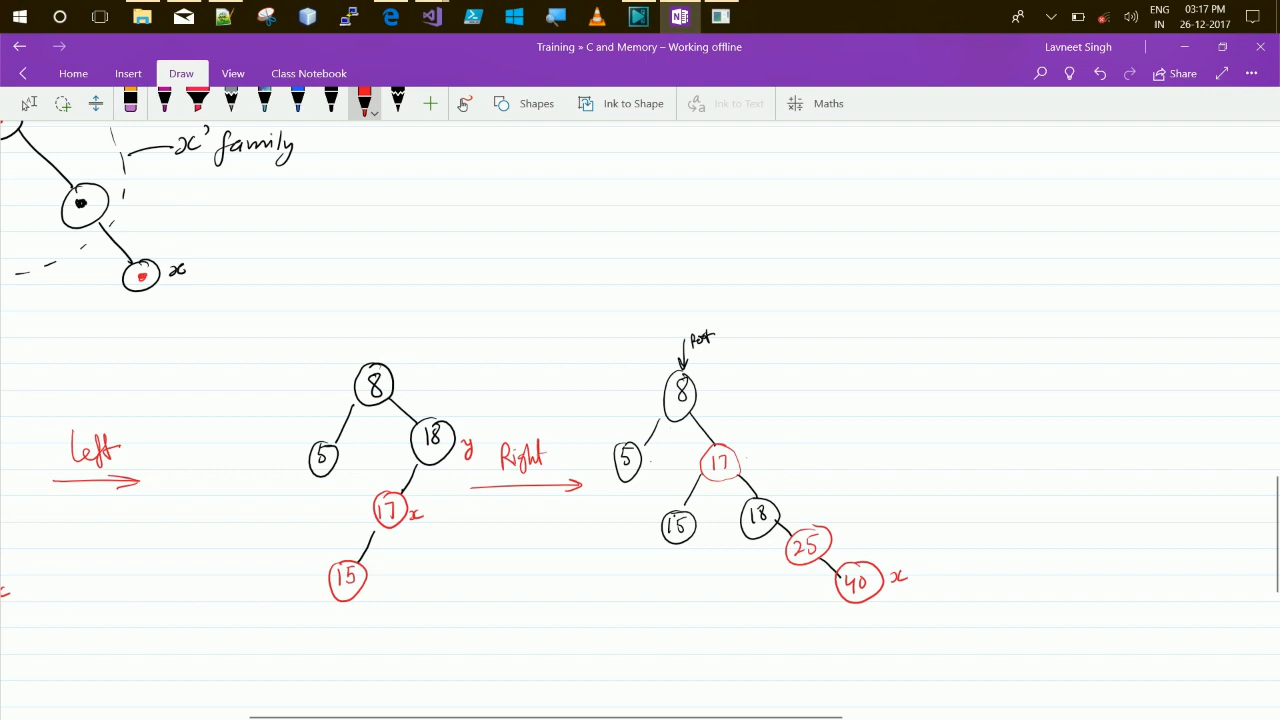 ENG
IN
03:17 PM
26-12-2017
Training » C and Memory – Working offline
Lavneet Singh
Home
Insert
Draw
View
Class Notebook
Share
Shapes
Ink to Shape
Ink to Text
Maths
x' family
x
8
5
18
y
17
x
15
Left
Right
Root
8
5
17
15
18
25
40
x